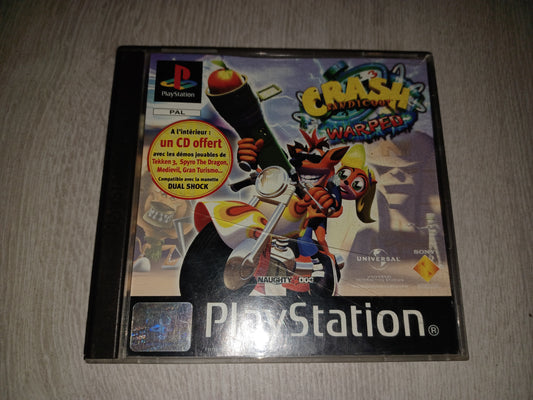 PlayStation
PAL
A l'intérieur :
un CD offert
avec les démos jouables de
Tekken 3, Spyro The Dragon,
Medievil, Gran Turismo...
Compatible avec la manette
DUAL SHOCK
CRASH
BANDICOOT
3
WARPED
UNIVERSAL
SONY
NAUGHTY DOG
PlayStation®